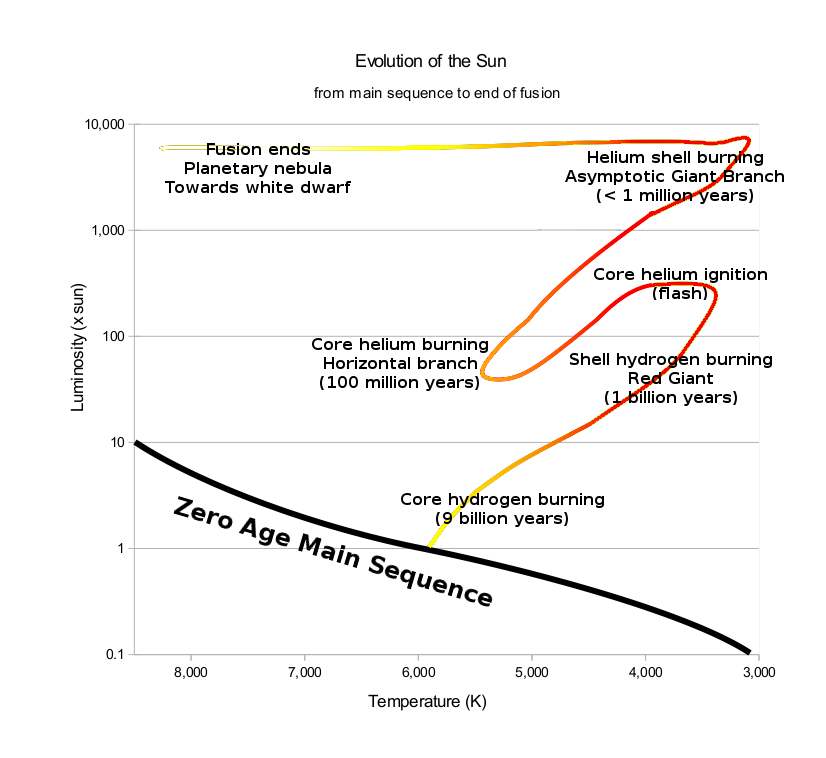 Evolution of the Sun
from main sequence to end of fusion
10,000
1,000
100
10
1
0.1
Luminosity (x sun)
Fusion ends
Planetary nebula
Towards white dwarf
Helium shell burning
Asymptotic Giant Branch
(< 1 million years)
Core helium ignition
(flash)
Core helium burning
Horizontal branch
(100 million years)
Shell hydrogen burning
Red Giant
(1 billion years)
Core hydrogen burning
(9 billion years)
Zero Age Main Sequence
8,000 7,000 6,000 5,000 4,000 3,000
Temperature (K)